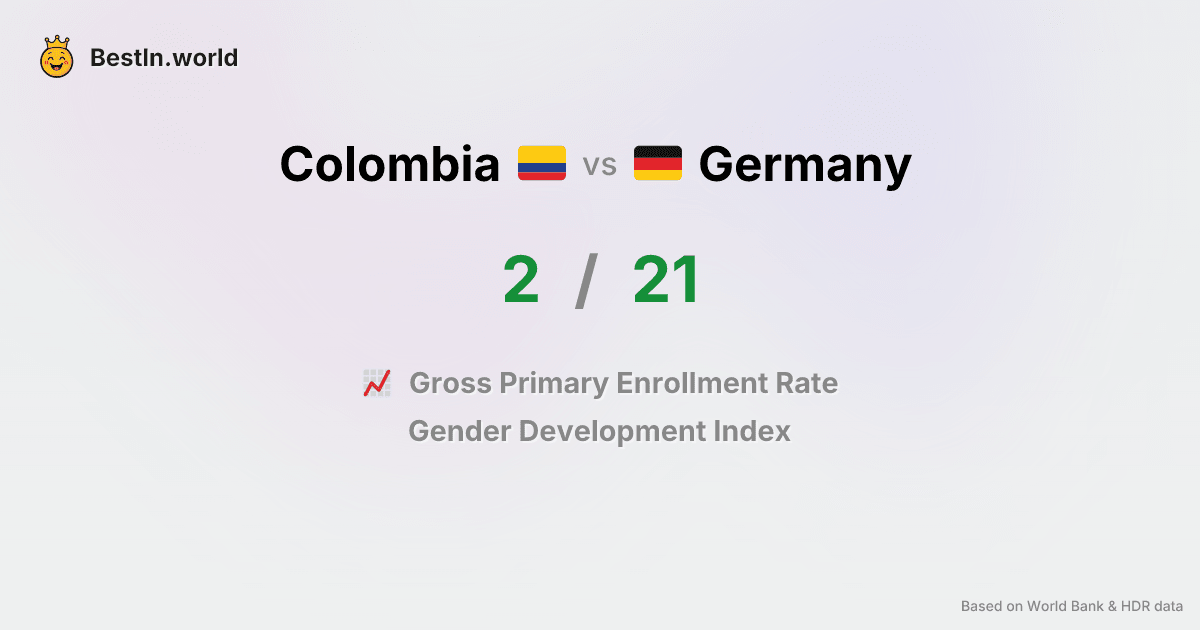 BestIn.world
Colombia vs Germany
2 / 21
Gross Primary Enrollment Rate
Gender Development Index
Based on World Bank & HDR data